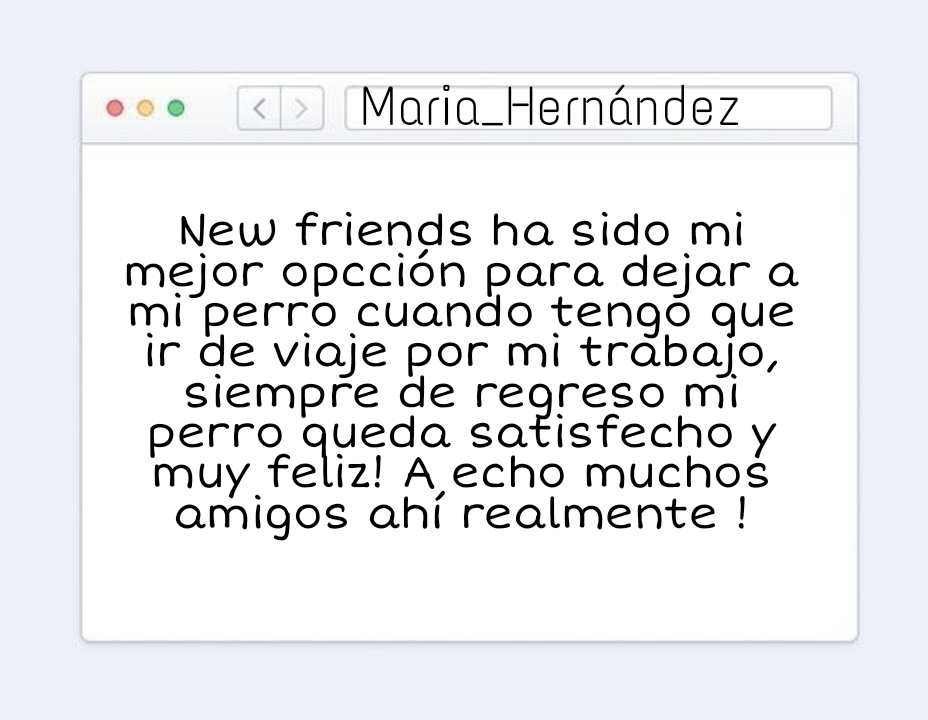 Maria_Hernández
New friends ha sido mi
mejor opcción para dejar a
mi perro cuando tengo que
ir de viaje por mi trabajo,
siempre de regreso mi
perro queda satisfecho y
muy feliz! A echo muchos
amigos ahí realmente !